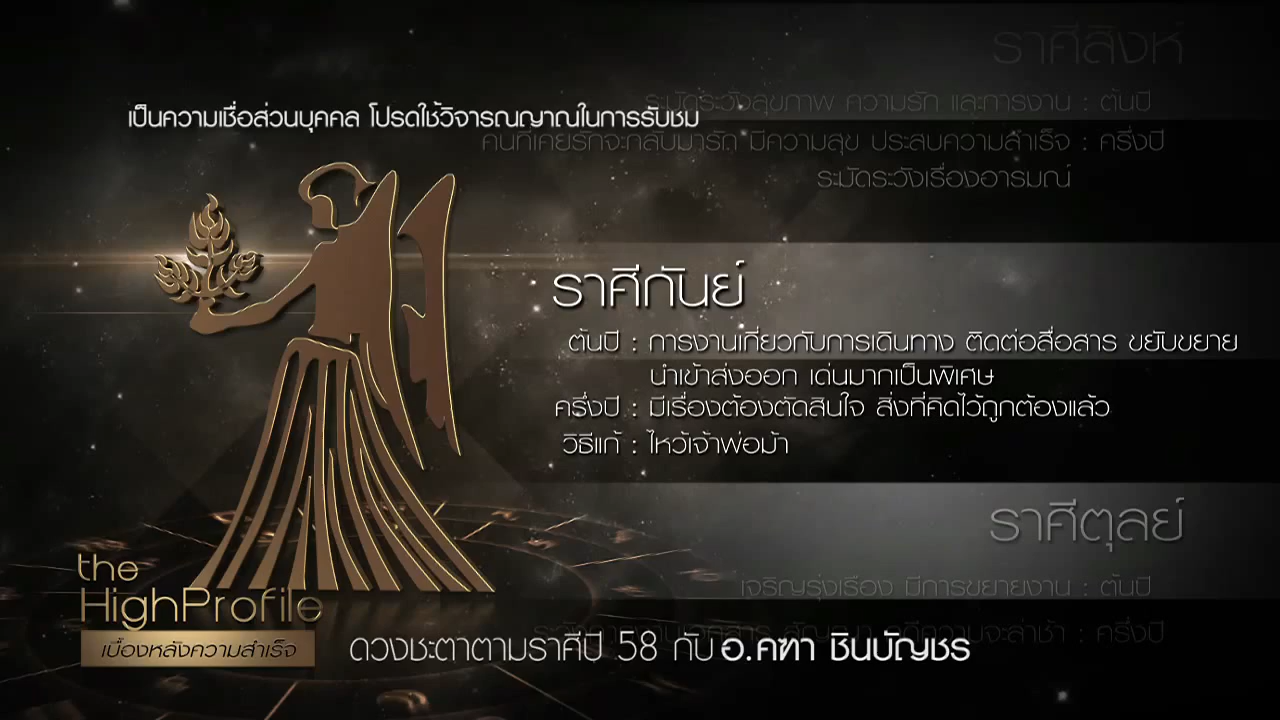 ราศีสิงห์
ระมัดระวังสุขภาพ ความรัก และการงาน : ต้นปี
เป็นความเชื่อส่วนบุคคล โปรดใช้วิจารณญาณในการรับชม
คนที่เคยรักจะกลับมารัก มีความสุข ประสบความสำเร็จ : ครึ่งปี
ระมัดระวังเรื่องอารมณ์
ราศีกันย์
ต้นปี : การงานเกี่ยวกับการเดินทาง ติดต่อสื่อสาร ขยับขยาย
นำเข้าส่งออก เด่นมากเป็นพิเศษ
ครึ่งปี : มีเรื่องต้องตัดสินใจ สิ่งที่คิดไว้ถูกต้องแล้ว
วิธีแก้ : ไหว้เจ้าพ่อม้า
ราศีตุลย์
เจริญรุ่งเรือง มีการขยายงาน : ต้นปี
ความจะล่าช้า : ครึ่งปี
the
HighProfile
เบื้องหลังความสำเร็จ
ดวงชะตาตามราศีปี 58 กับ อ.คฑา ชินบัญชร